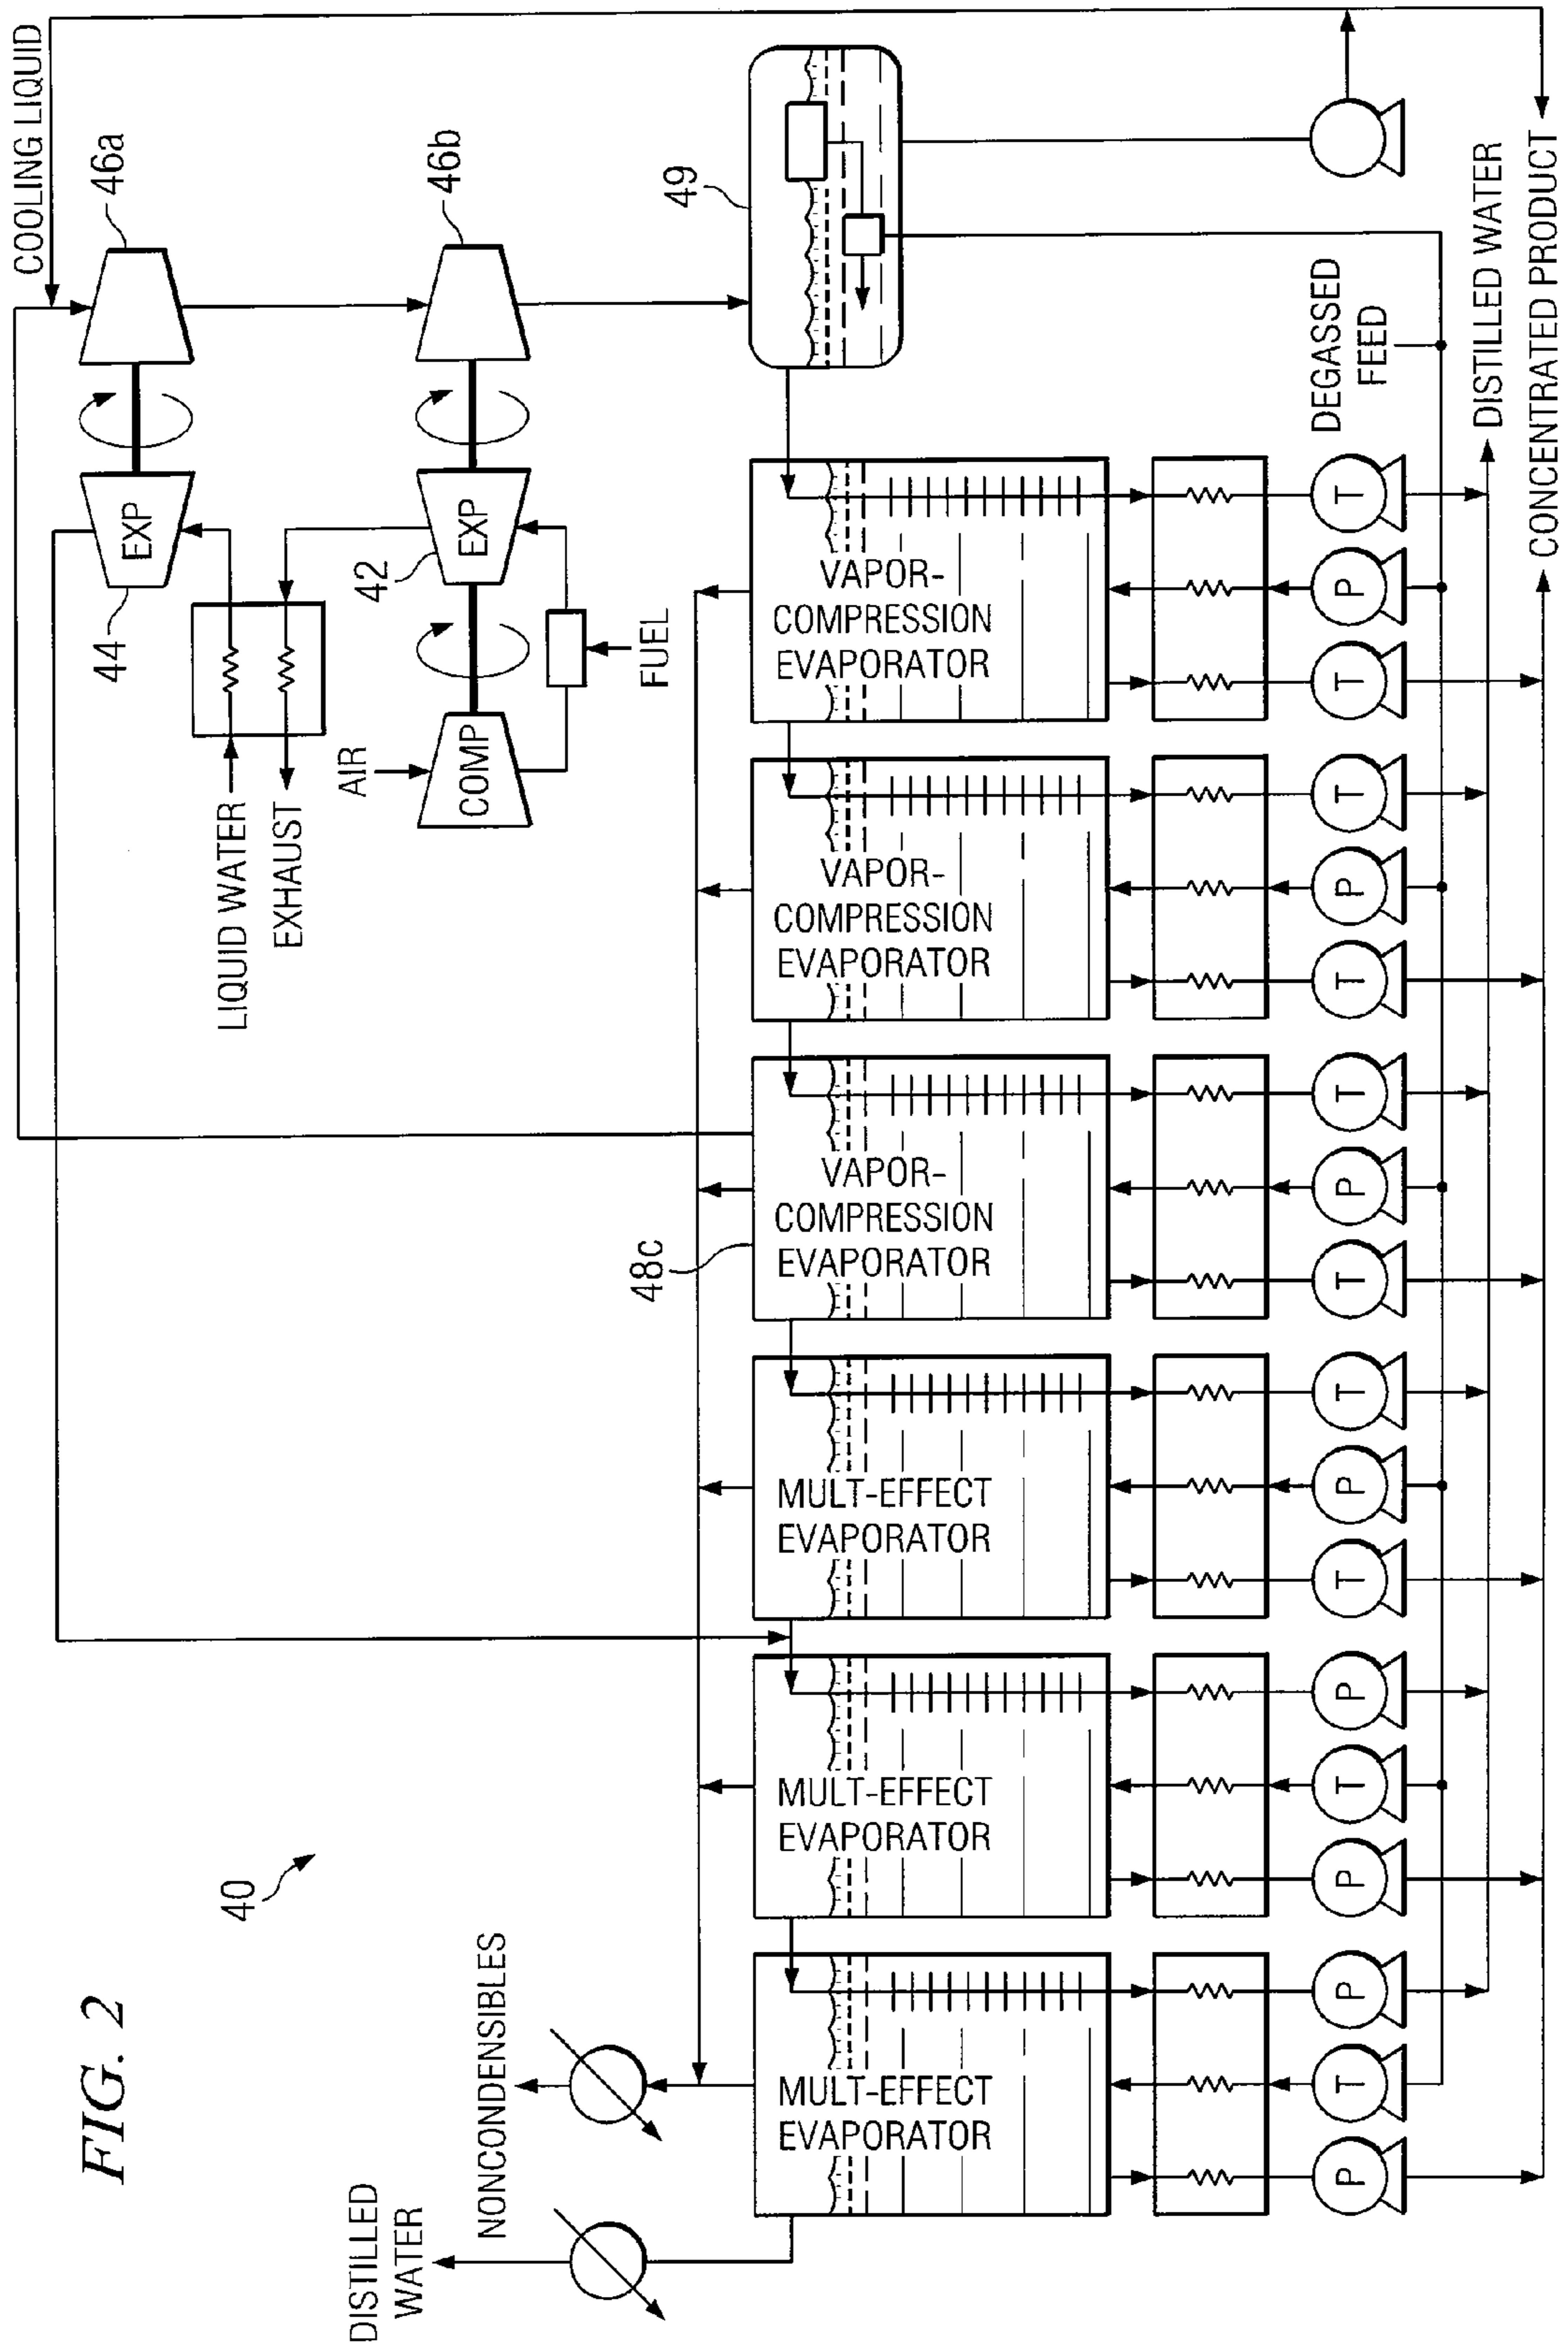 FIG. 2
40
DISTILLED
WATER
NONCONDENSIBLES
LIQUID WATER
EXHAUST
AIR
FUEL
COMP
EXP
42
EXP
44
46a
46b
COOLING LIQUID
49
48c
MULT-EFFECT
EVAPORATOR
MULT-EFFECT
EVAPORATOR
MULT-EFFECT
EVAPORATOR
VAPOR-
COMPRESSION
EVAPORATOR
VAPOR-
COMPRESSION
EVAPORATOR
VAPOR-
COMPRESSION
EVAPORATOR
P
T
P
P
T
P
T
P
T
T
P
T
T
P
T
T
P
T
DEGASSED
FEED
DISTILLED WATER
CONCENTRATED PRODUCT